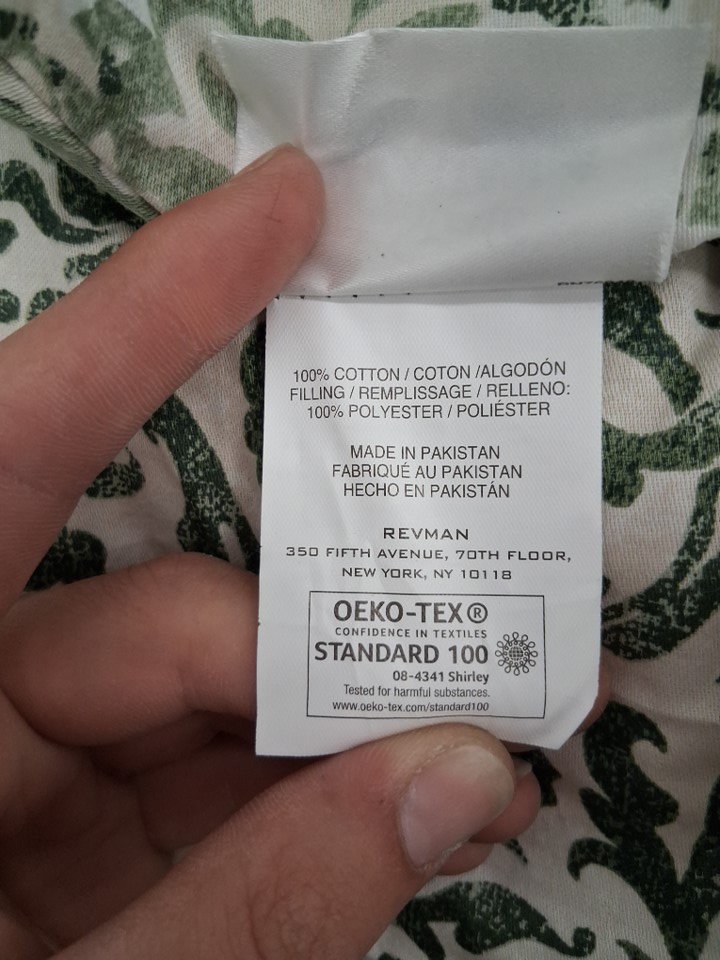 100% COTTON / COTON /ALGODÓN
FILLING / REMPLISSAGE / RELLENO:
100% POLYESTER / POLIÉSTER
MADE IN PAKISTAN
FABRIQUÉ AU PAKISTAN
HECHO EN PAKISTÁN
REVMAN
350 FIFTH AVENUE, 70TH FLOOR,
NEW YORK, NY 10118
OEKO-TEX®
CONFIDENCE IN TEXTILES
STANDARD 100
08-4341 Shirley
Tested for harmful substances.
www.oeko-tex.com/standard100